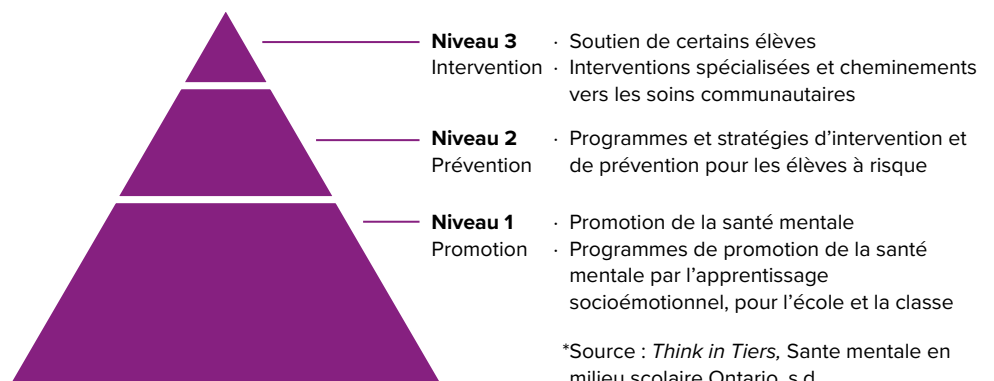 Niveau 3 · Soutien de certains élèves
Intervention · Interventions spécialisées et cheminements
vers les soins communautaires
Niveau 2 · Programmes et stratégies d’intervention et
Prévention de prévention pour les élèves à risque
Niveau 1 · Promotion de la santé mentale
Promotion · Programmes de promotion de la santé
mentale par l’apprentissage
socioémotionnel, pour l’école et la classe
*Source : Think in Tiers, Sante mentale en
milieu scolaire Ontario, s.d.